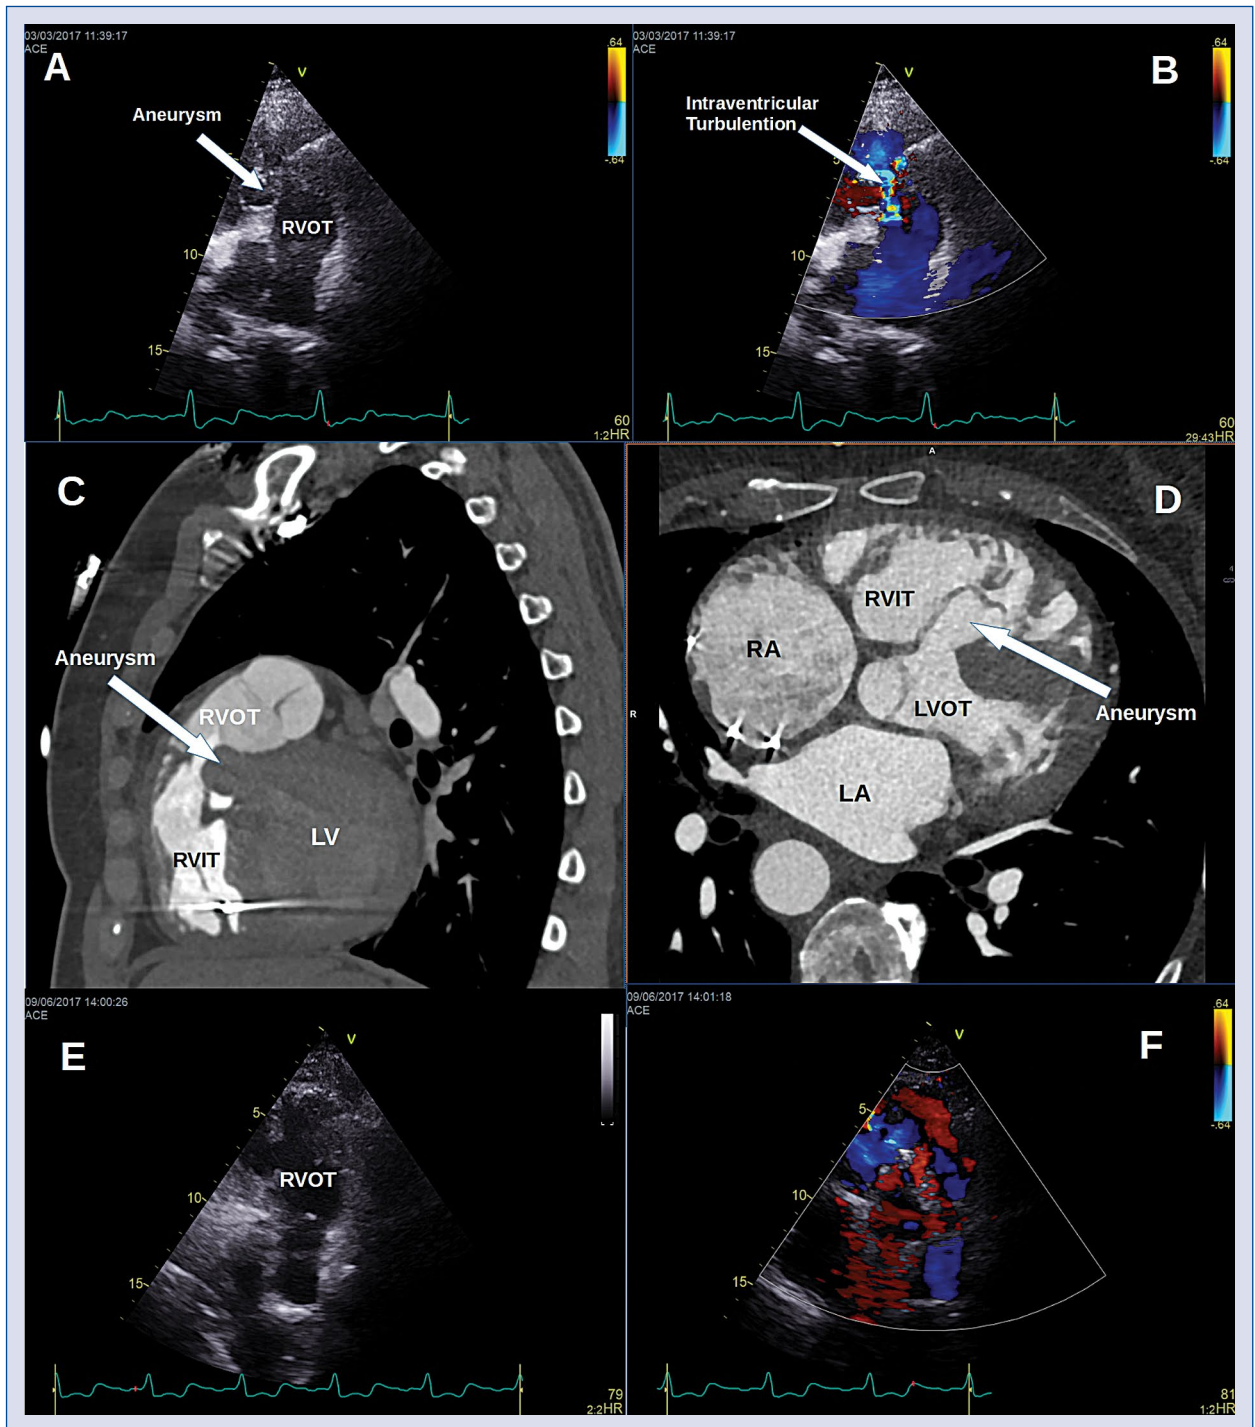 03/03/2017 11:39:17
ACE
A
V
.64
-.64
Aneurysm
RVOT
10
15
60
1:2HR
03/03/2017 11:39:17
B
V
.64
-.64
Intraventricular
Turbulention
5
10
15
60
29:43HR
C
Aneurysm
RVOT
LV
RVIT
A
D
R
RVIT
RA
LVOT
Aneurysm
LA
09/06/2017 14:00:26
ACE
E
V
5
RVOT
10
15
79
2:2HR
09/06/2017 14:01:18
ACE
F
V
.64
-.64
5
10
15
81
1:2HR